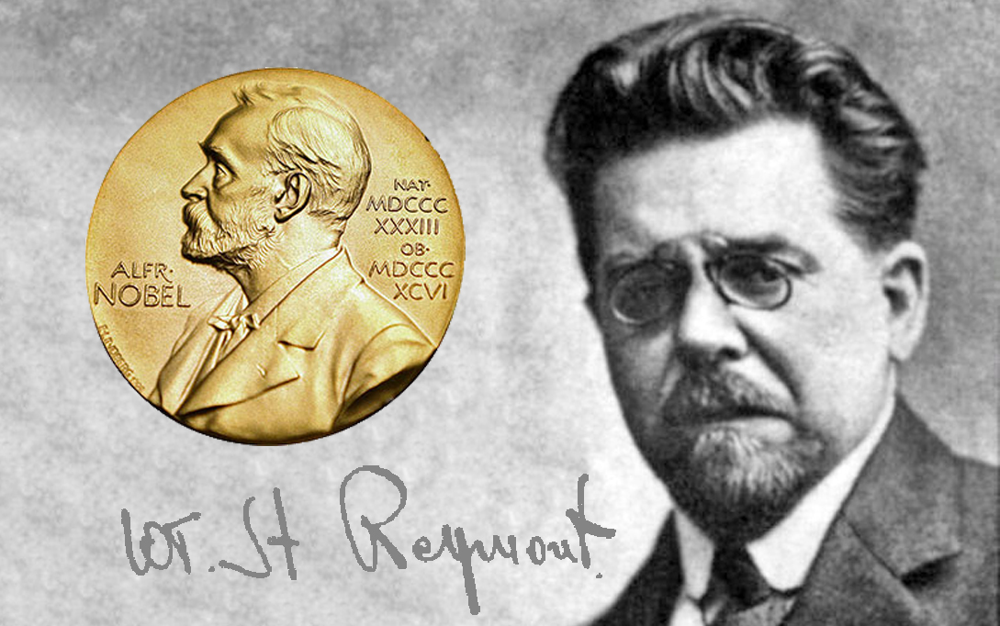 ALFR·
NOBEL
NAT·
MDCCC
XXXIII
OB·
MDCCC
XCVI
Wł. St Reymont.